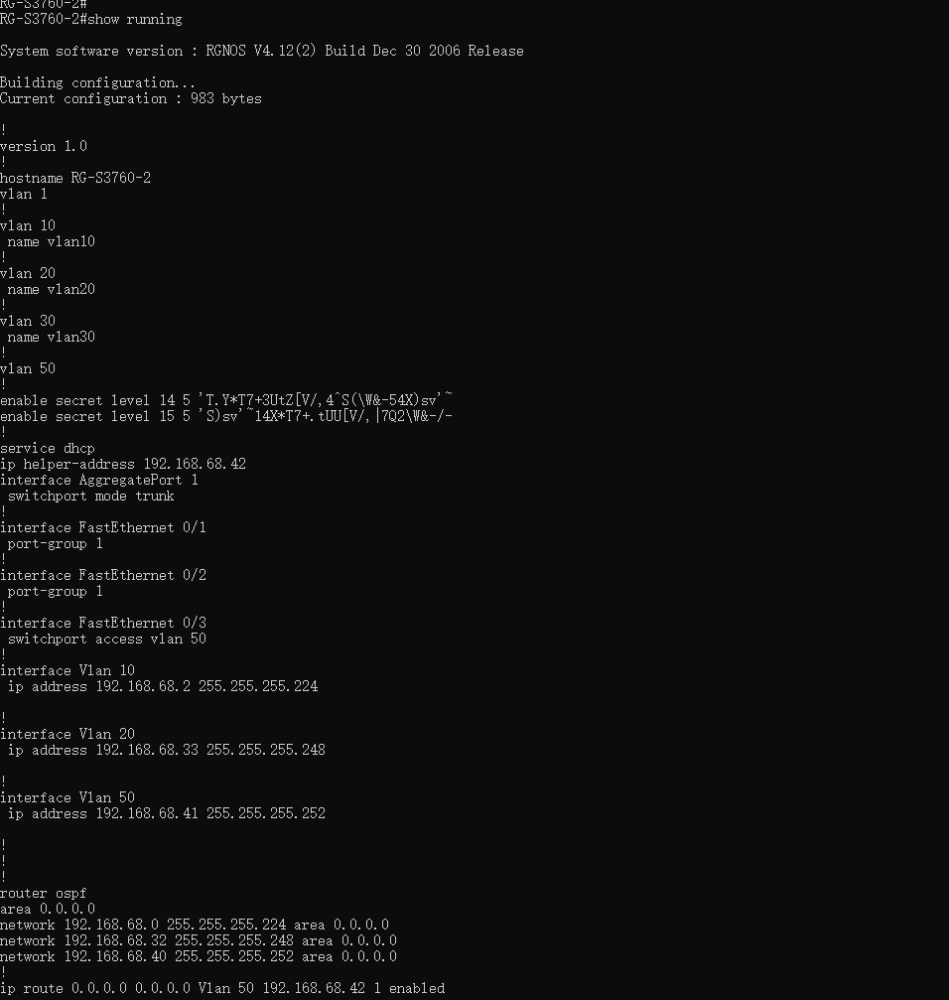 RG-S3760-2#
RG-S3760-2#show running
System software version : RGNOS V4.12(2) Build Dec 30 2006 Release
Building configuration...
Current configuration : 983 bytes
!
version 1.0
!
hostname RG-S3760-2
vlan 1
!
vlan 10
 name vlan10
!
vlan 20
 name vlan20
!
vlan 30
 name vlan30
!
vlan 50
!
enable secret level 14 5 'T.Y*T7+3UtZ[V/,4^S(\W&-54X)sv'~
enable secret level 15 5 'S)sv'~14X*T7+.tUU[V/,|7Q2\W&-/-
!
service dhcp
ip helper-address 192.168.68.42
interface AggregatePort 1
 switchport mode trunk
!
interface FastEthernet 0/1
 port-group 1
!
interface FastEthernet 0/2
 port-group 1
!
interface FastEthernet 0/3
 switchport access vlan 50
!
interface Vlan 10
 ip address 192.168.68.2 255.255.255.224
!
interface Vlan 20
 ip address 192.168.68.33 255.255.255.248
!
interface Vlan 50
 ip address 192.168.68.41 255.255.255.252
!
!
!
router ospf
area 0.0.0.0
network 192.168.68.0 255.255.255.224 area 0.0.0.0
network 192.168.68.32 255.255.255.248 area 0.0.0.0
network 192.168.68.40 255.255.255.252 area 0.0.0.0
!
ip route 0.0.0.0 0.0.0.0 Vlan 50 192.168.68.42 1 enabled